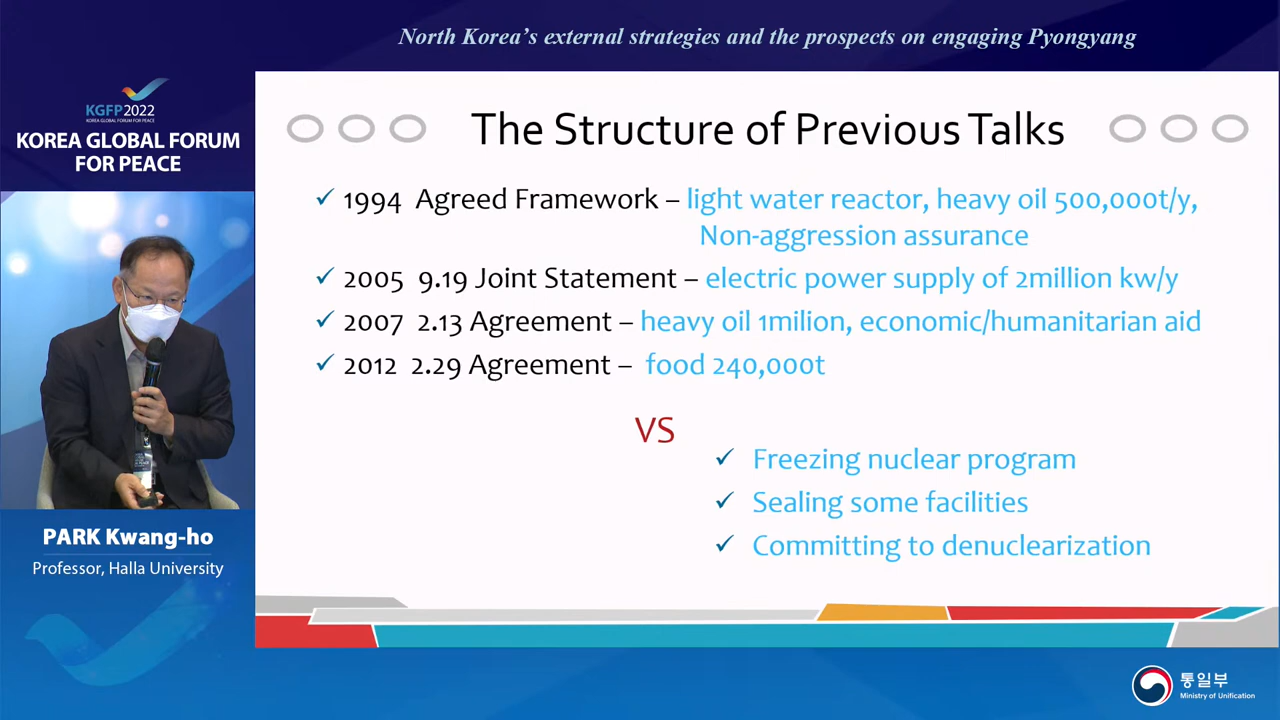 North Korea's external strategies and the prospects on engaging Pyongyang
KGFP2022
KOREA GLOBAL FORUM FOR PEACE
KOREA GLOBAL FORUM
FOR PEACE
The Structure of Previous Talks
✓ 1994 Agreed Framework – light water reactor, heavy oil 500,000t/y,
Non-aggression assurance
✓ 2005 9.19 Joint Statement – electric power supply of 2million kw/y
✓ 2007 2.13 Agreement – heavy oil 1milion, economic/humanitarian aid
✓ 2012 2.29 Agreement – food 240,000t
VS
✓ Freezing nuclear program
✓ Sealing some facilities
✓ Committing to denuclearization
PARK Kwang-ho
Professor, Halla University
통일부
Ministry of Unification